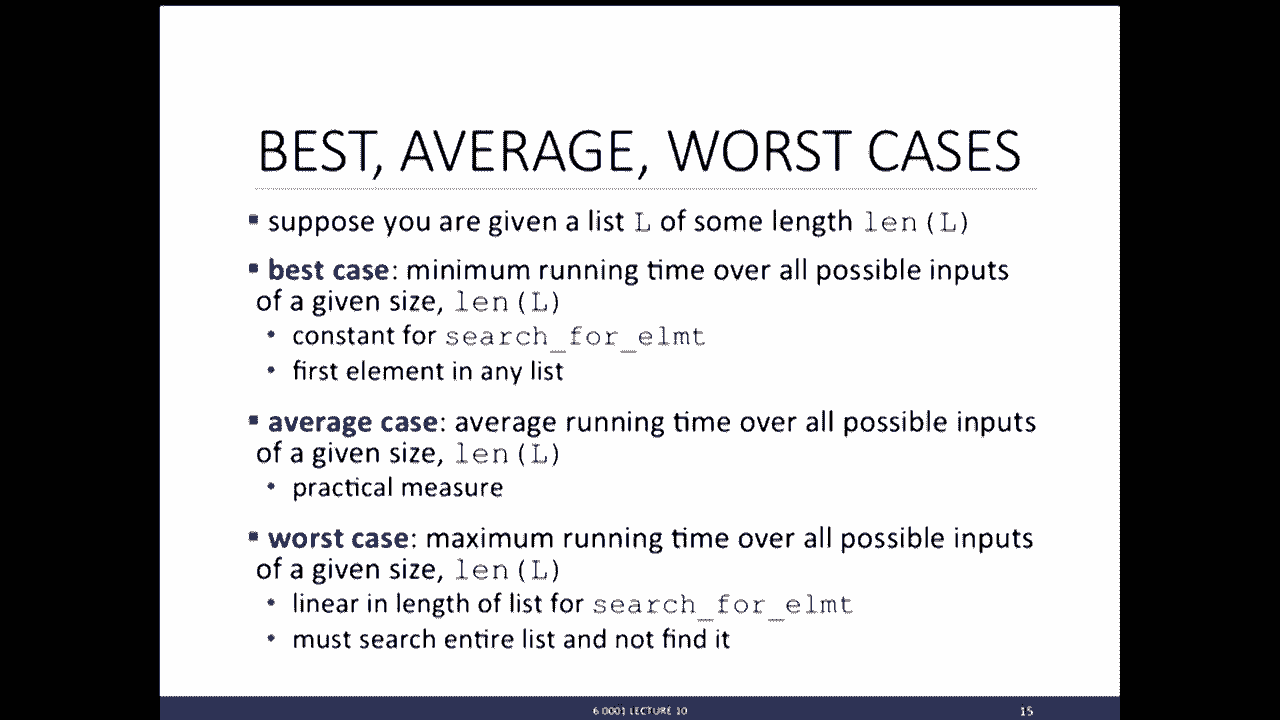 BEST, AVERAGE, WORST CASES
▪ suppose you are given a list L of some length len(L)
▪ best case: minimum running time over all possible inputs
of a given size, len(L)
• constant for search_for_elmt
• first element in any list
▪ average case: average running time over all possible inputs
of a given size, len(L)
• practical measure
▪ worst case: maximum running time over all possible inputs
of a given size, len(L)
• linear in length of list for search_for_elmt
• must search entire list and not find it
6.0001 LECTURE 10
15